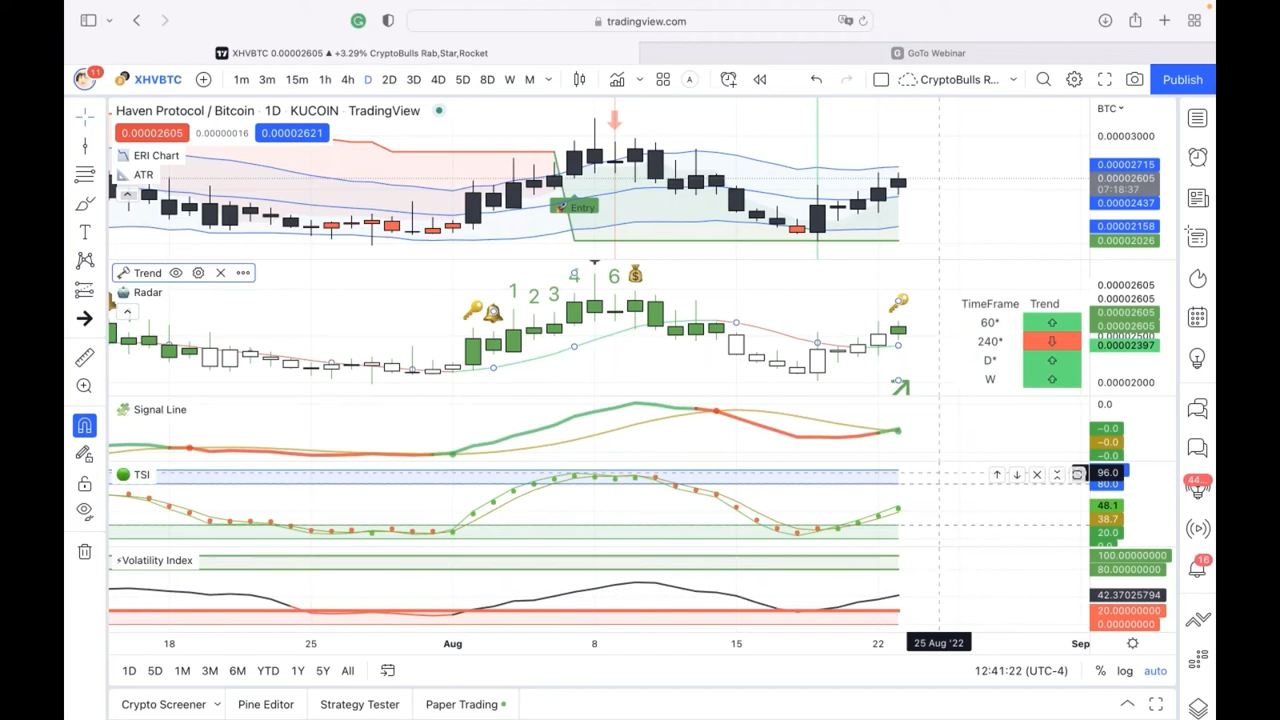 tradingview.com
XHVBTC 0.00002605 ▲ +3.29% CryptoBulls Rab,Star,Rocket
GoTo Webinar
11
XHVBTC
1m 3m 15m 1h 4h D 2D 3D 4D 5D 8D W M
A
CryptoBulls R...
Publish
Haven Protocol / Bitcoin · 1D · KUCOIN · TradingView
BTC
0.00002605 0.00000016 0.00002621
0.00003000
ERI Chart
0.00002715
ATR
0.00002605
07:18:37
0.00002437
Entry
0.00002158
0.00002026
Trend
Radar
1 2 3 4 6
0.00002605
0.00002605
0.00002605
0.00002605
0.00002397
0.00002000
TimeFrame Trend
60*
240*
D*
W
Signal Line
0.0
−0.0
−0.0
−0.0
TSI
96.0
80.0
48.1
38.7
20.0
Volatility Index
100.00000000
80.00000000
42.37025794
20.00000000
0.00000000
44
16
18 25 Aug 8 15 22 25 Aug '22 Sep
1D 5D 1M 3M 6M YTD 1Y 5Y All
12:41:22 (UTC-4) % log auto
Crypto Screener Pine Editor Strategy Tester Paper Trading